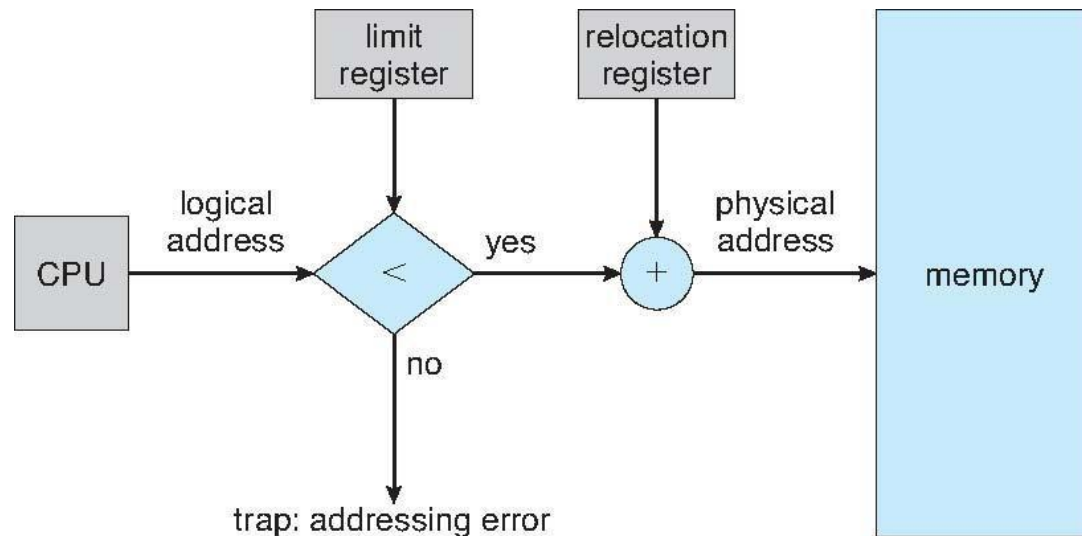 limit
register
relocation
register
logical
address
physical
address
CPU
<
yes
+
memory
no
trap: addressing error